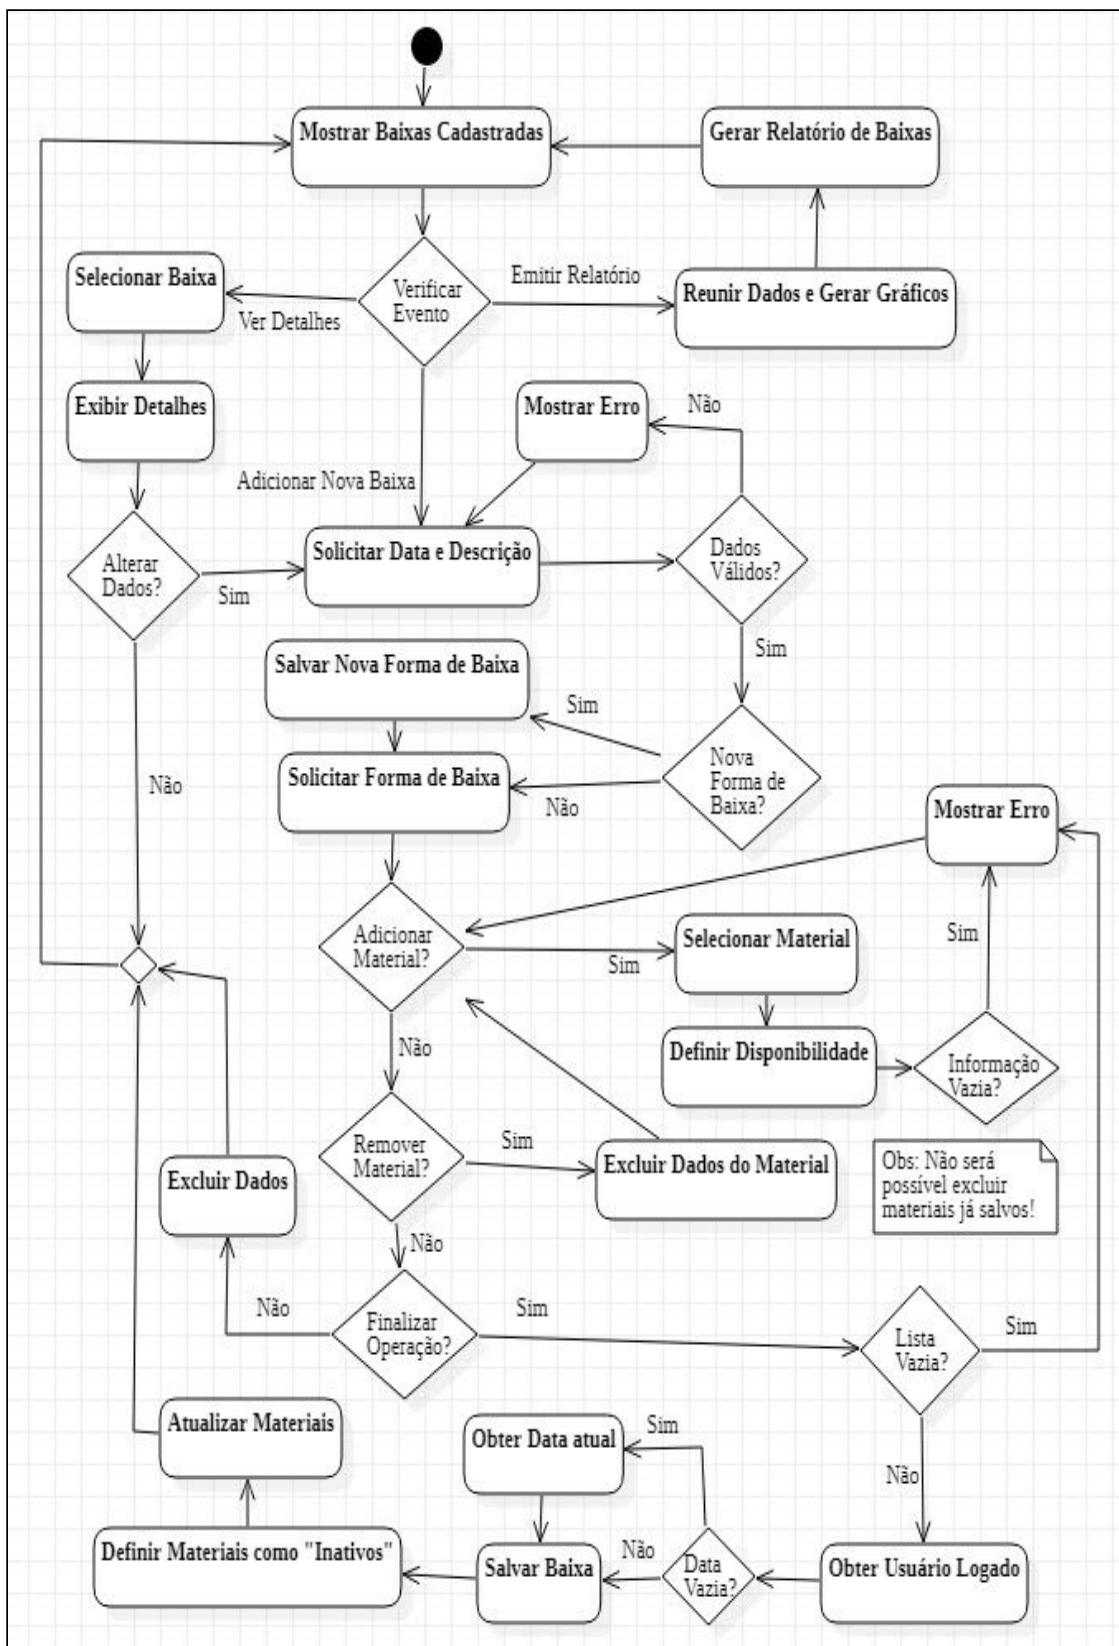 Mostrar Baixas Cadastradas
Gerar Relatório de Baixas
Selecionar Baixa
Verificar
Evento
Emitir Relatório
Reunir Dados e Gerar Gráficos
Ver Detalhes
Exibir Detalhes
Mostrar Erro
Não
Adicionar Nova Baixa
Solicitar Data e Descrição
Dados
Válidos?
Alterar
Dados?
Sim
Sim
Salvar Nova Forma de Baixa
Sim
Nova
Forma de
Baixa?
Solicitar Forma de Baixa
Não
Não
Mostrar Erro
Adicionar
Material?
Sim
Selecionar Material
Sim
Não
Definir Disponibilidade
Informação
Vazia?
Remover
Material?
Sim
Excluir Dados do Material
Obs: Não será
possível excluir
materiais já salvos!
Excluir Dados
Não
Não
Finalizar
Operação?
Sim
Lista
Vazia?
Sim
Atualizar Materiais
Obter Data atual
Sim
Não
Definir Materiais como "Inativos"
Salvar Baixa
Não
Data
Vazia?
Obter Usuário Logado